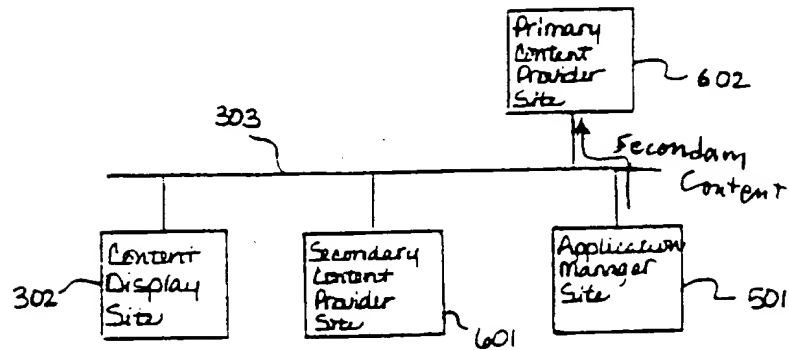 Primary
Content
Provider
Site
602
303
Secondary
Content
Content
Display
Site
302
Secondary
Content
Provider
Site
601
Application
Manager
Site
501